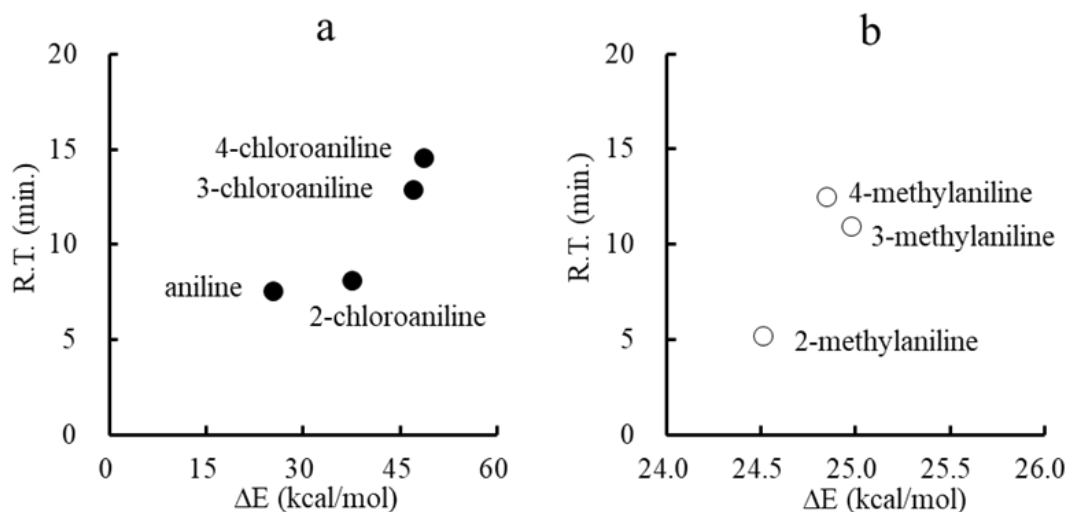 a
20
15
10
5
0
R.T. (min.)
4-chloroaniline
3-chloroaniline
aniline
2-chloroaniline
0 15 30 45 60
ΔE (kcal/mol)
b
20
15
10
5
0
R.T. (min.)
4-methylaniline
3-methylaniline
2-methylaniline
24.0 24.5 25.0 25.5 26.0
ΔE (kcal/mol)